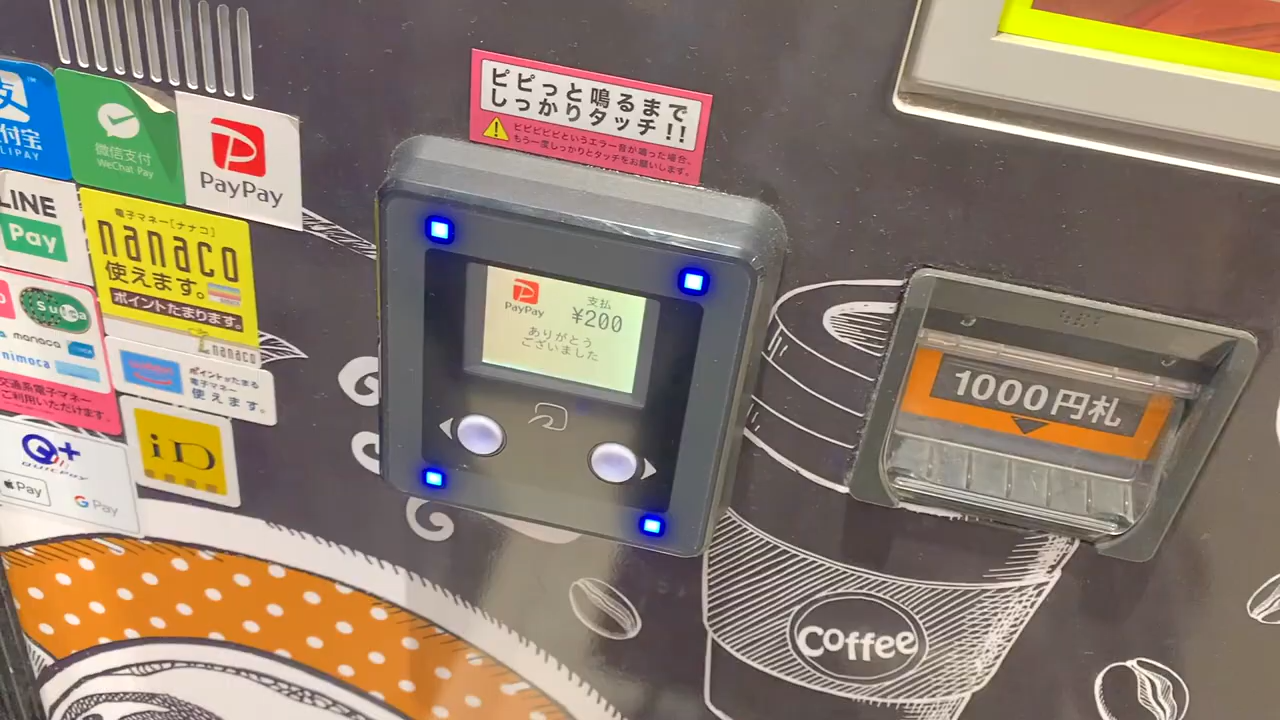 ピピっと鳴るまで
しっかりタッチ!!
ピピピピピというエラー音が鳴った場合、
もう一度しっかりとタッチをお願いします。
支
付宝
LIPAY
微信支付
WeChat Pay
PayPay
LINE
Pay
電子マネー[ナナコ]
nanaco
使えます。
ポイントたまります。
nanaco
Suica
manaca
nimoca
交通系電子マネー
ご利用いただけます。
ポイントがたまる
電子マネー
使えます。
QUICPay
Pay
G Pay
iD
PayPay
支払
¥200
ありがとう
ございました
1000円札
Coffee